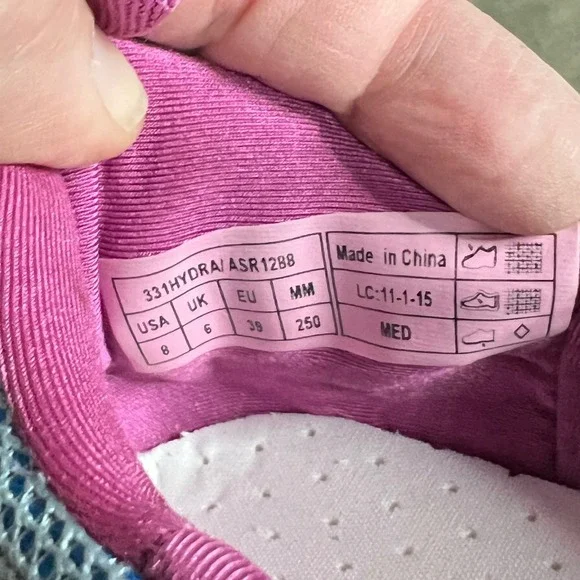 331HYDRA/ ASR1288
USA UK EU MM
8 6 39 250
Made in China
LC:11-1-15
MED